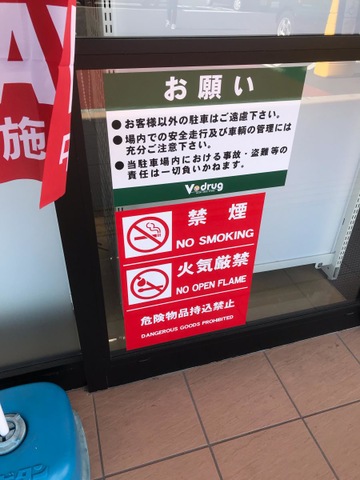 A
施
お願い
● お客様以外の駐車はご遠慮下さい。
● 場内での安全走行及び車輌の管理には
充分ご注意下さい。
● 当駐車場内における事故・盗難等の
責任は一切負いかねます。
V•drug
禁煙
NO SMOKING
火気厳禁
NO OPEN FLAME
危険物品持込禁止
DANGEROUS GOODS PROHIBITED